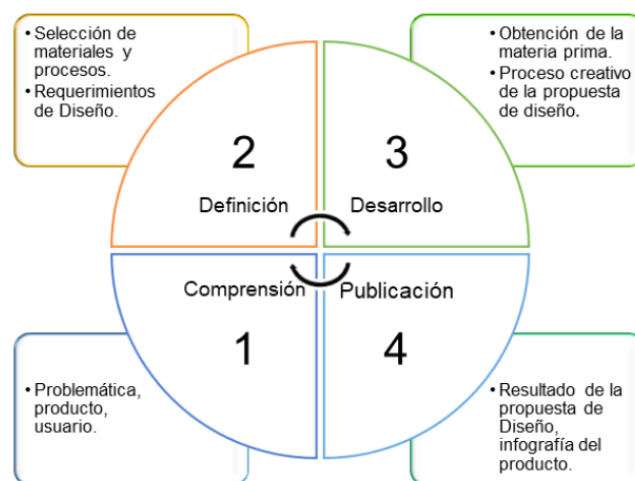 • Selección de
materiales y
procesos.
• Requerimientos
de Diseño.
• Obtención de la
materia prima.
• Proceso creativo
de la propuesta
de diseño.
2
Definición
3
Desarrollo
Comprensión
1
Publicación
4
• Problemática,
producto,
usuario.
• Resultado de la
propuesta de
Diseño,
infografía del
producto.